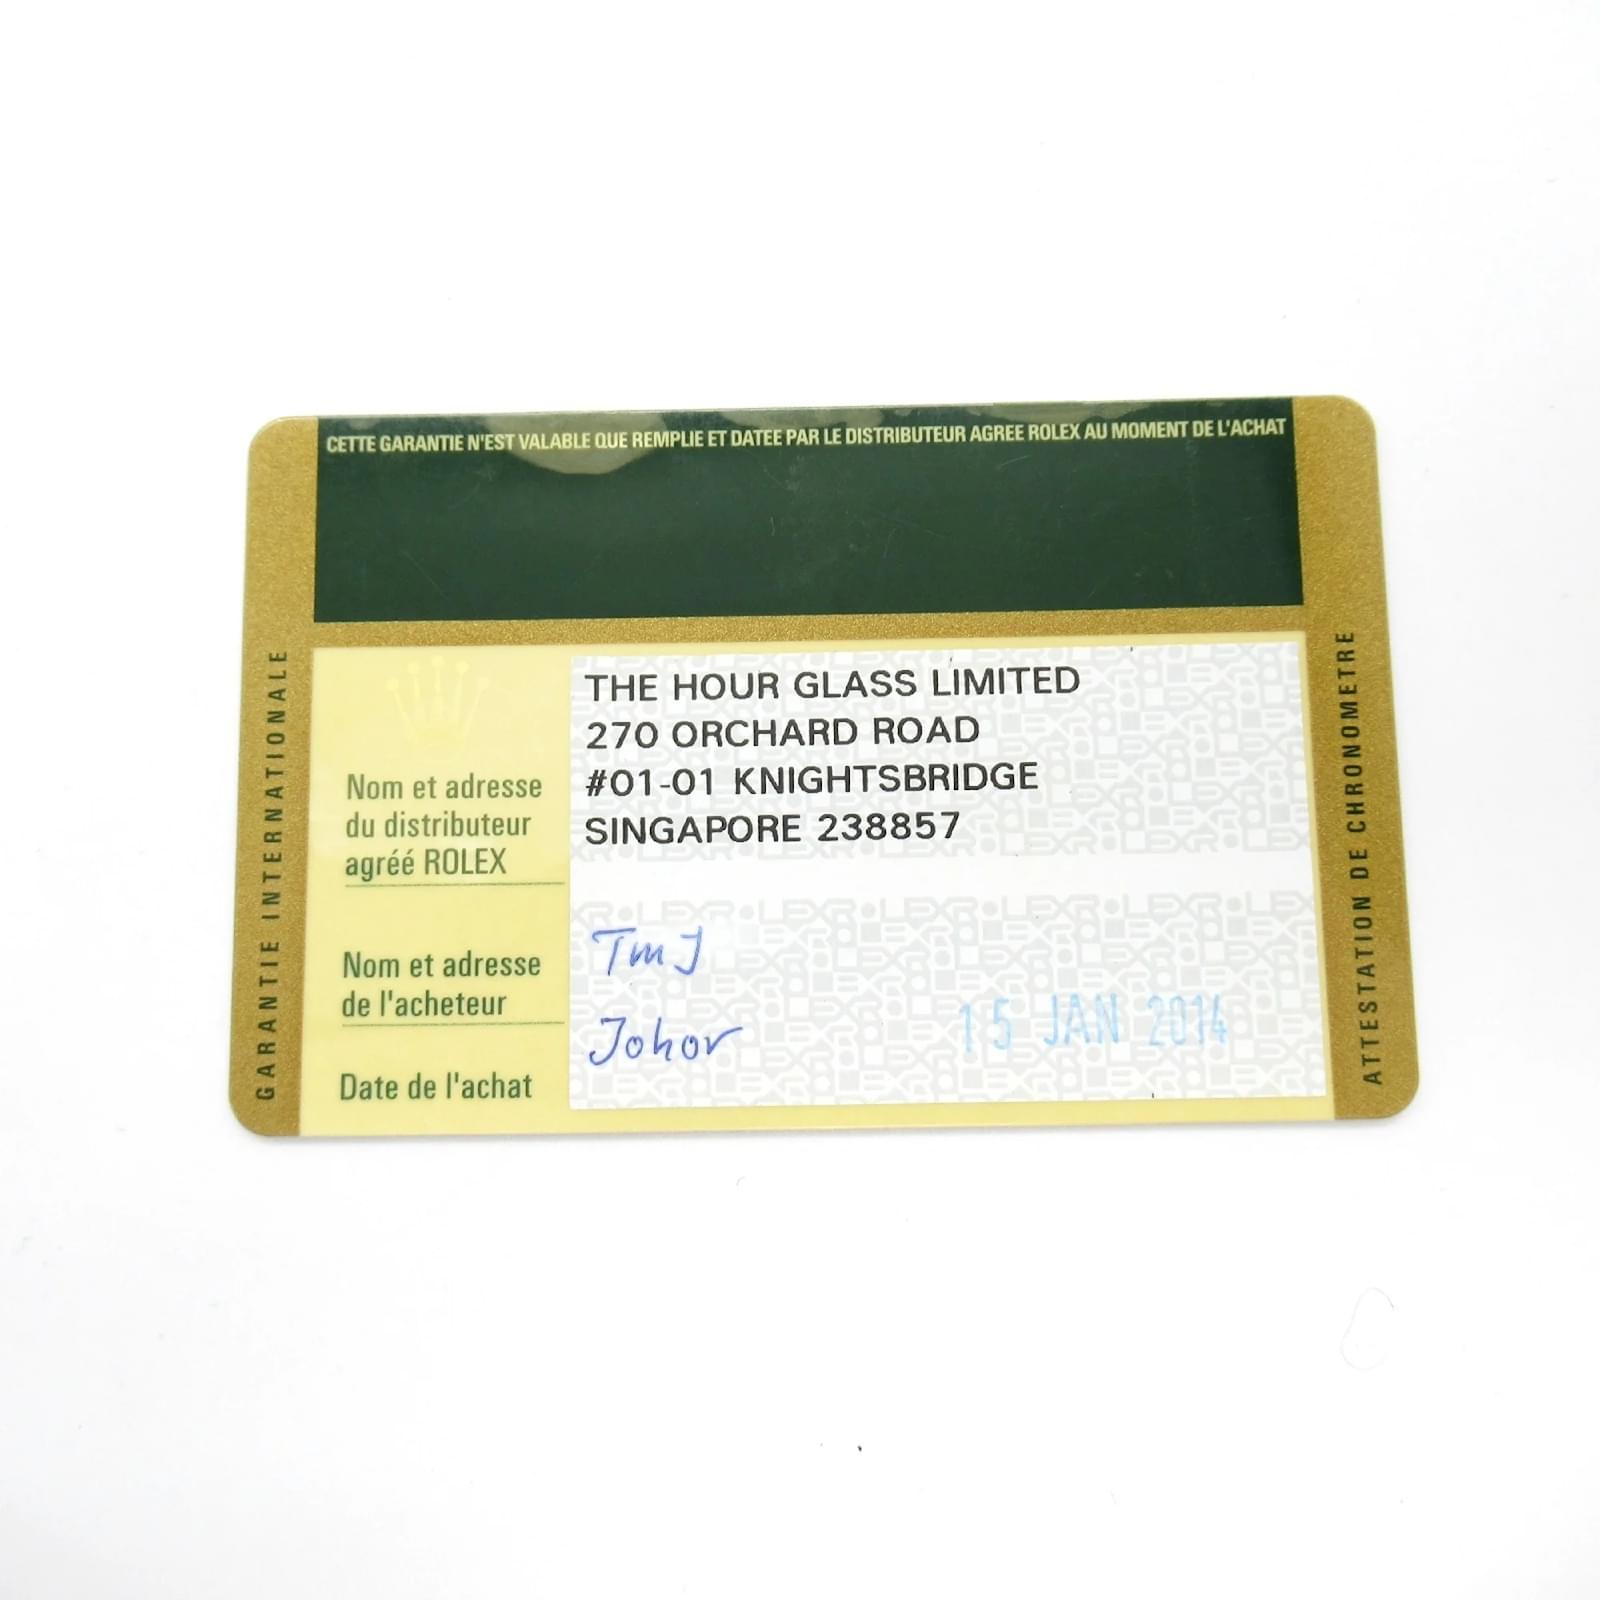 CETTE GARANTIE N'EST VALABLE QUE REMPLIE ET DATEE PAR LE DISTRIBUTEUR AGREE ROLEX AU MOMENT DE L'ACHAT
GARANTIE INTERNATIONALE
Nom et adresse
du distributeur
agréé ROLEX
THE HOUR GLASS LIMITED
270 ORCHARD ROAD
#01-01 KNIGHTSBRIDGE
SINGAPORE 238857
Nom et adresse
de l'acheteur
TmJ
Johor
Date de l'achat
15 JAN 2014
ATTESTATION DE CHRONOMETRE